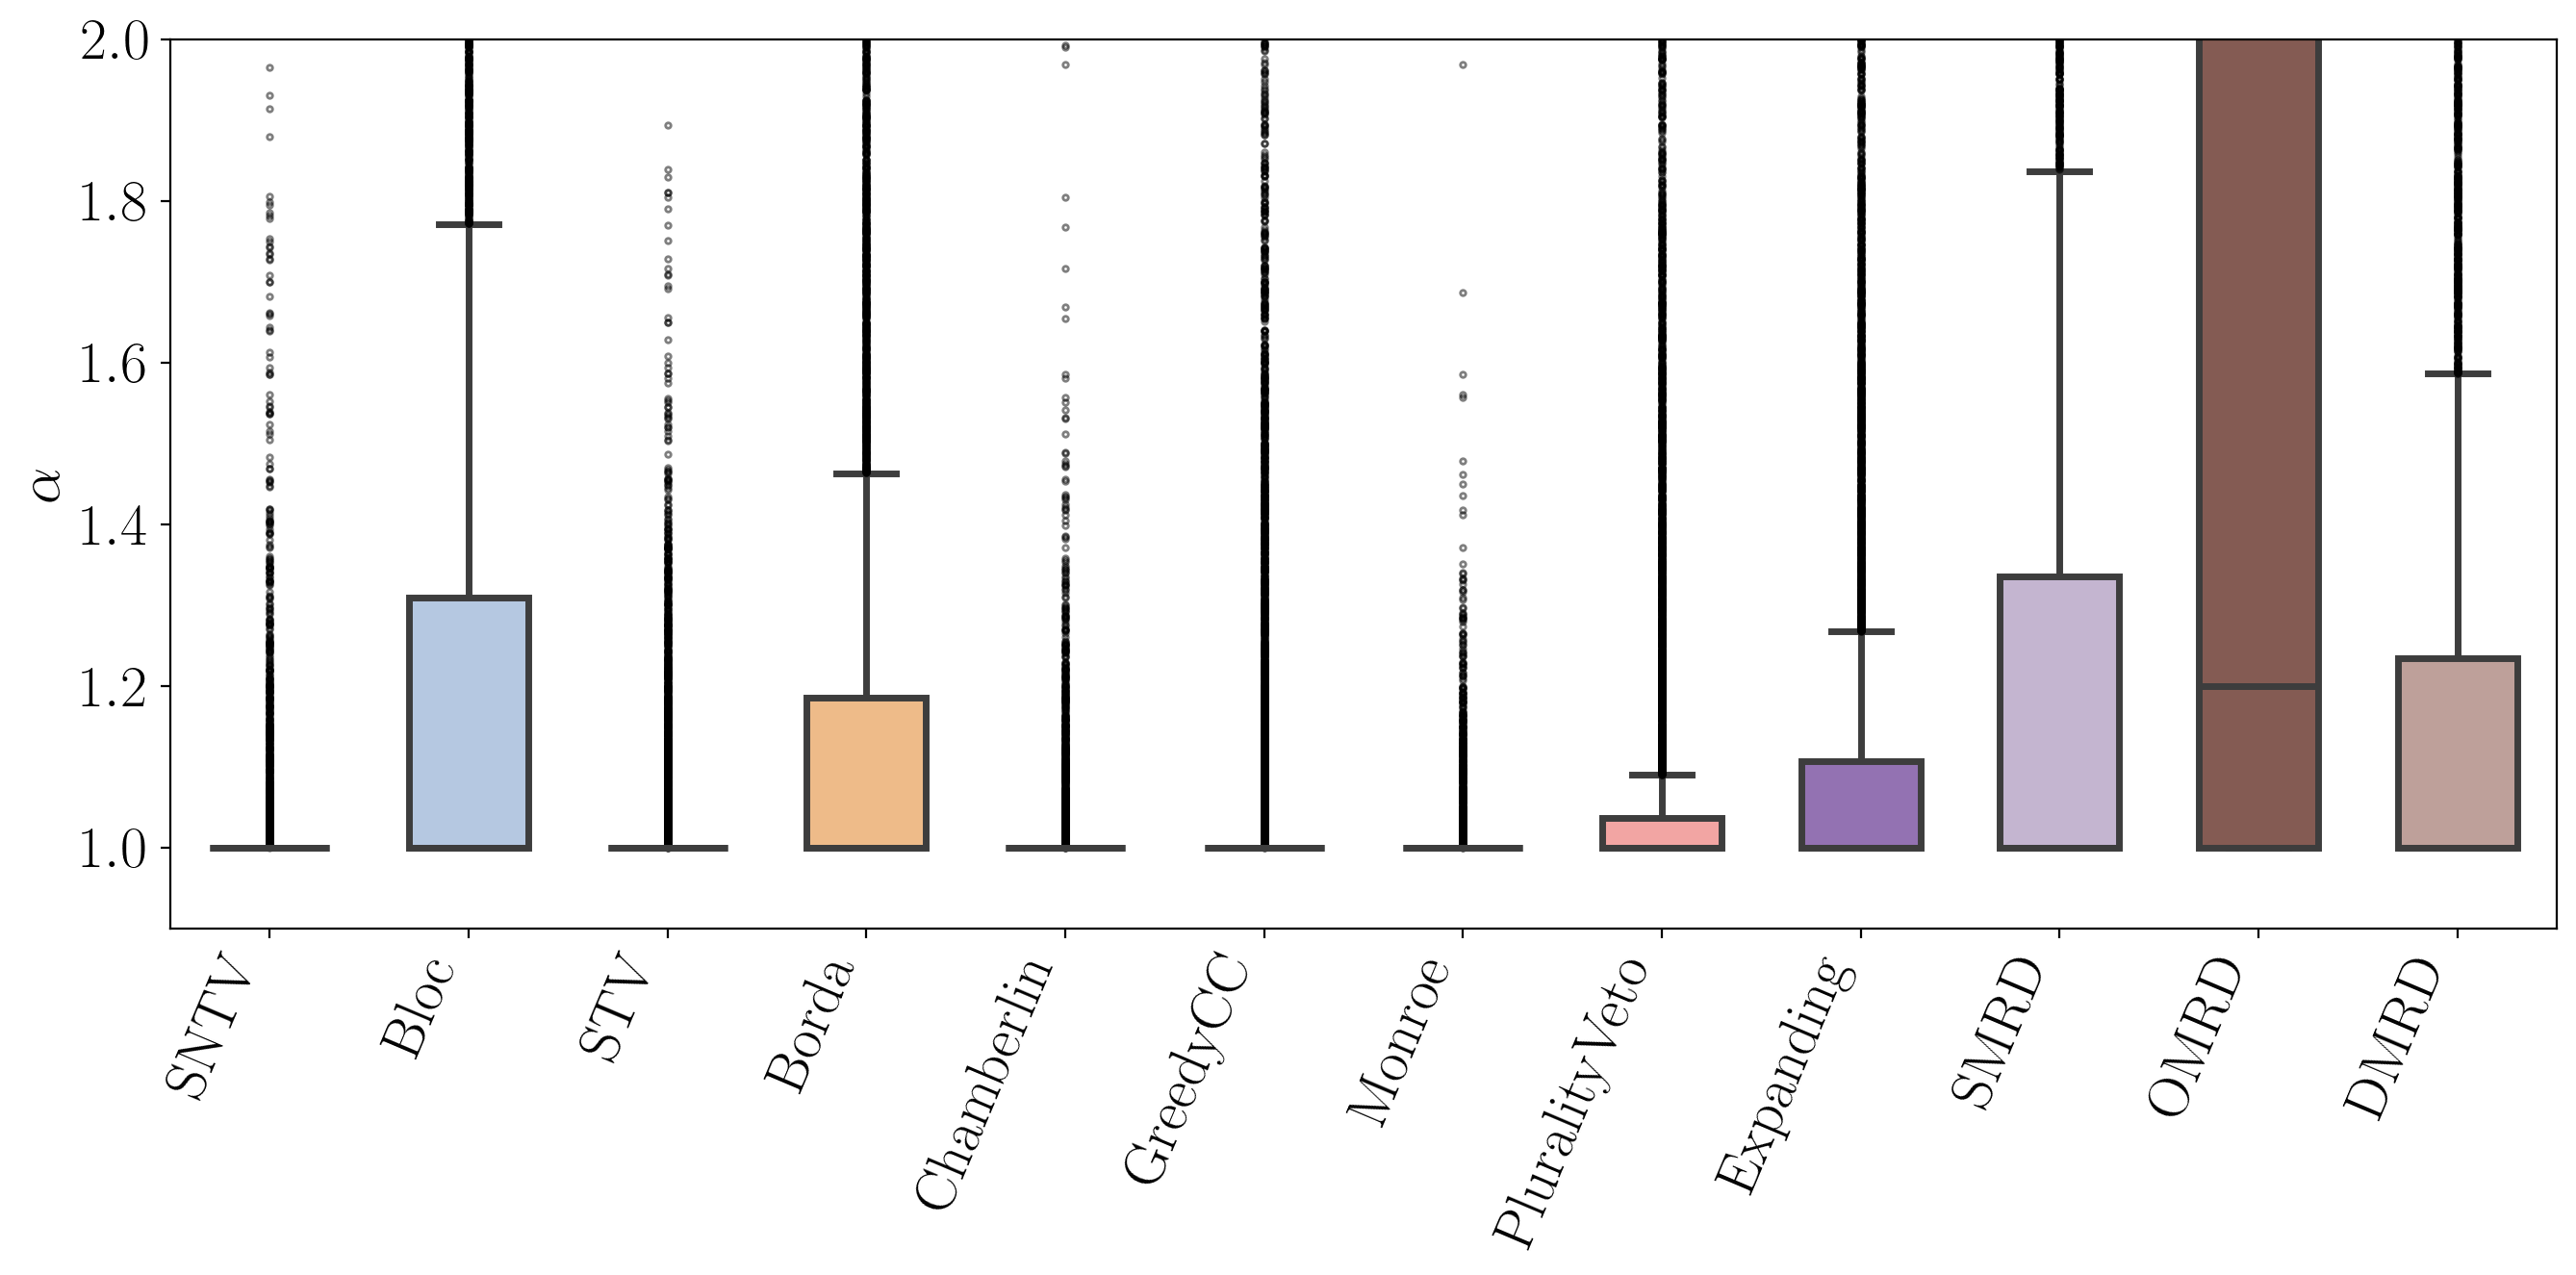 2.0
1.8
1.6
1.4
1.2
1.0
α
SNTV
Bloc
STV
Borda
Chamberlin
GreedyCC
Monroe
PluralityVeto
Expanding
SMRD
OMRD
DMRD